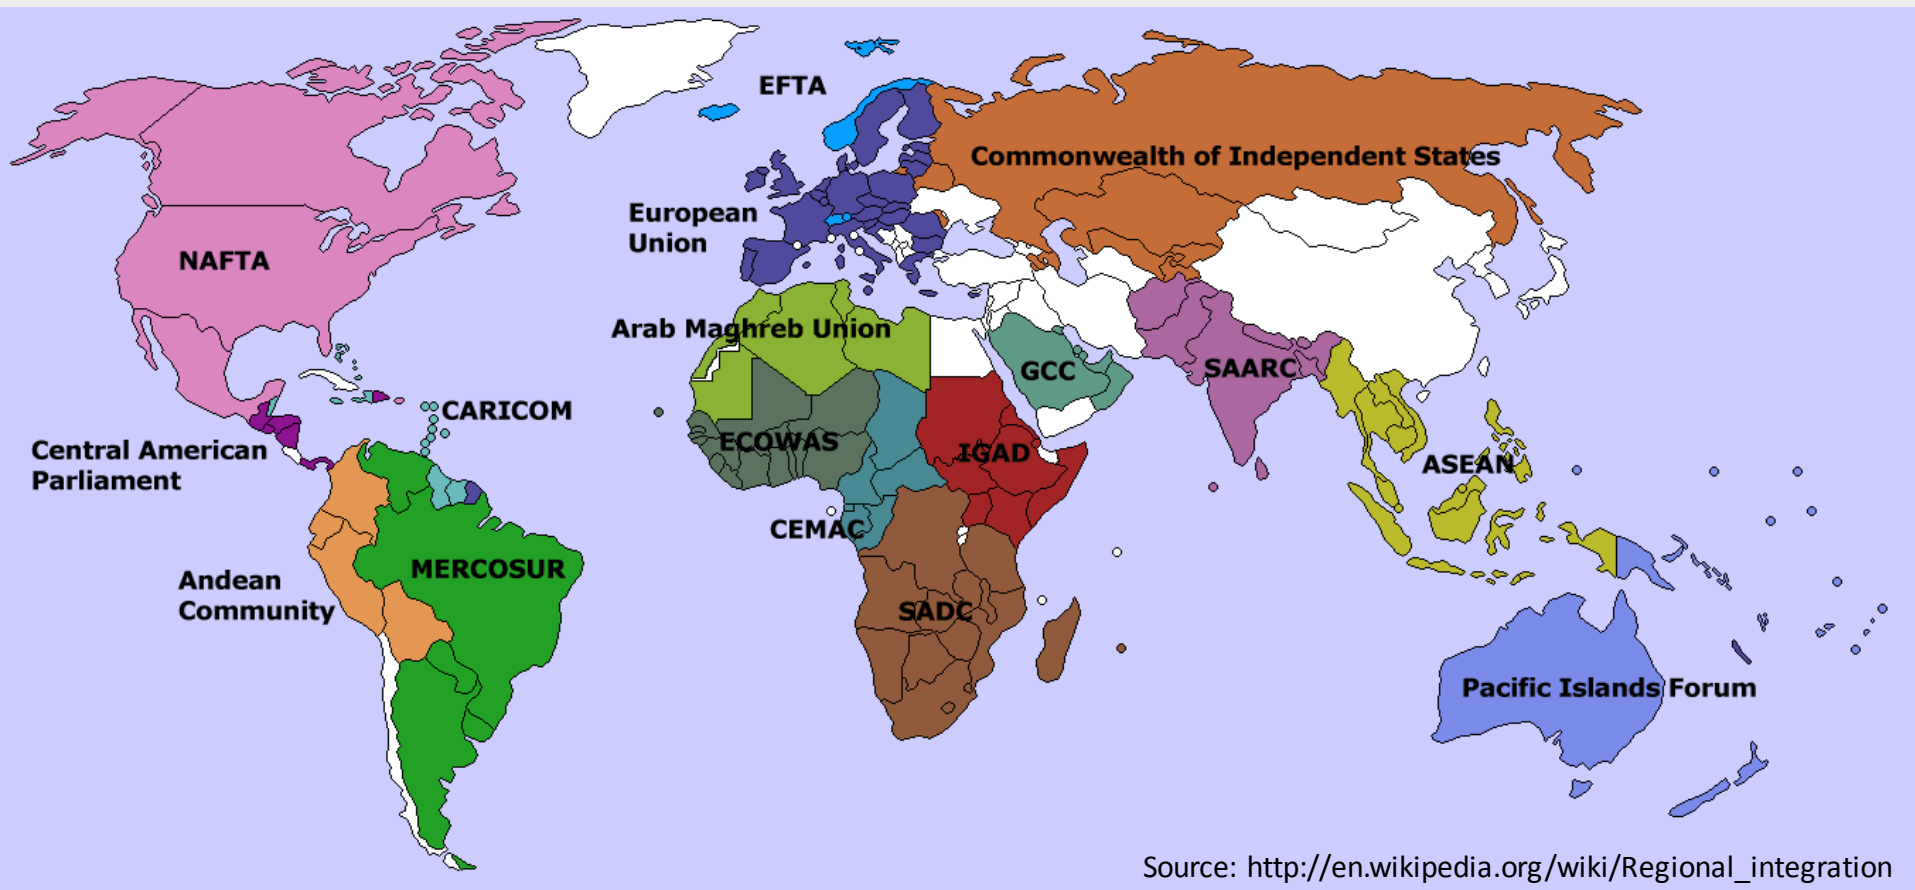 EFTA
Commonwealth of Independent States
European
Union
NAFTA
Arab Maghreb Union
GCC
SAARC
CARICOM
Central American
Parliament
ECOWAS
IGAD
ASEAN
CEMAC
MERCOSUR
Andean
Community
SADC
Pacific Islands Forum
Source: http://en.wikipedia.org/wiki/Regional_integration